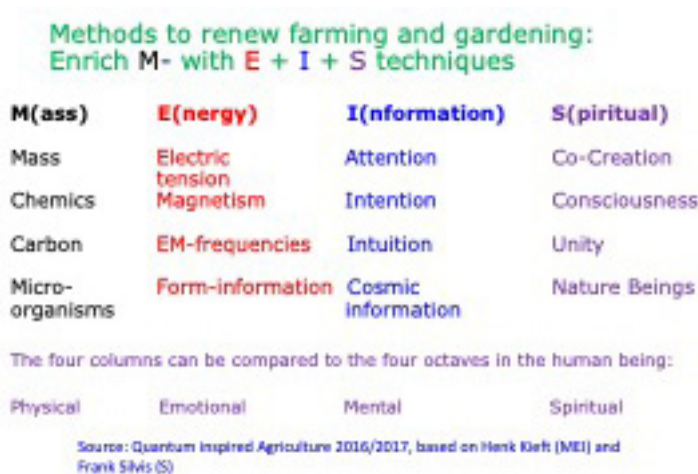 Methods to renew farming and gardening:
Enrich M- with E + I + S techniques
M(ass) E(nergy) I(nformation) S(piritual)
Mass Electric tension Attention Co-Creation
Chemics Magnetism Intention Consciousness
Carbon EM-frequencies Intuition Unity
Micro-organisms Form-information Cosmic information Nature Beings
The four columns can be compared to the four octaves in the human being:
Physical Emotional Mental Spiritual
Source: Quantum Inspired Agriculture 2016/2017, based on Henk Kieft (MEI) and
Frank Silvis (S)